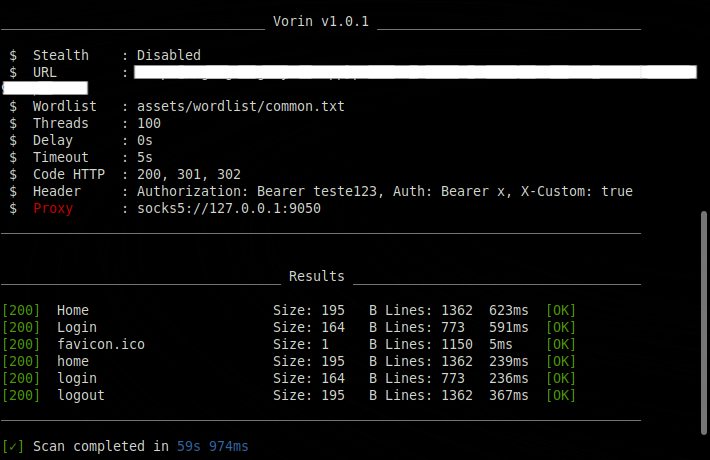 Vorin v1.0.1
$ Stealth : Disabled
$ URL :
$ Wordlist : assets/wordlist/common.txt
$ Threads : 100
$ Delay : 0s
$ Timeout : 5s
$ Code HTTP : 200, 301, 302
$ Header : Authorization: Bearer teste123, Auth: Bearer x, X-Custom: true
$ Proxy : socks5://127.0.0.1:9050
Results
[200] Home Size: 195 B Lines: 1362 623ms [OK]
[200] Login Size: 164 B Lines: 773 591ms [OK]
[200] favicon.ico Size: 1 B Lines: 1150 5ms [OK]
[200] home Size: 195 B Lines: 1362 239ms [OK]
[200] login Size: 164 B Lines: 773 236ms [OK]
[200] logout Size: 195 B Lines: 1362 367ms [OK]
[✓] Scan completed in 59s 974ms